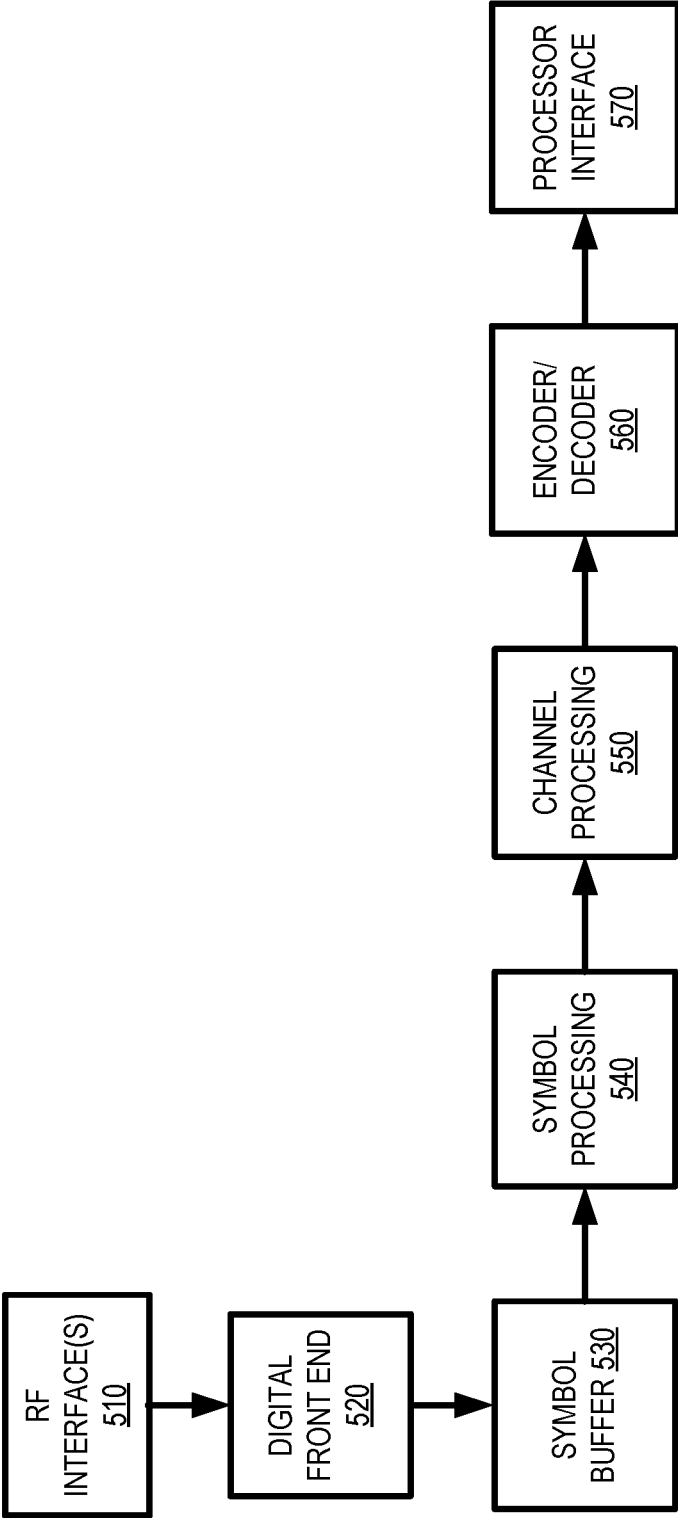 RF
INTERFACE(S)
510
DIGITAL
FRONT END
520
SYMBOL
BUFFER 530
SYMBOL
PROCESSING
540
CHANNEL
PROCESSING
550
ENCODER/
DECODER
560
PROCESSOR
INTERFACE
570